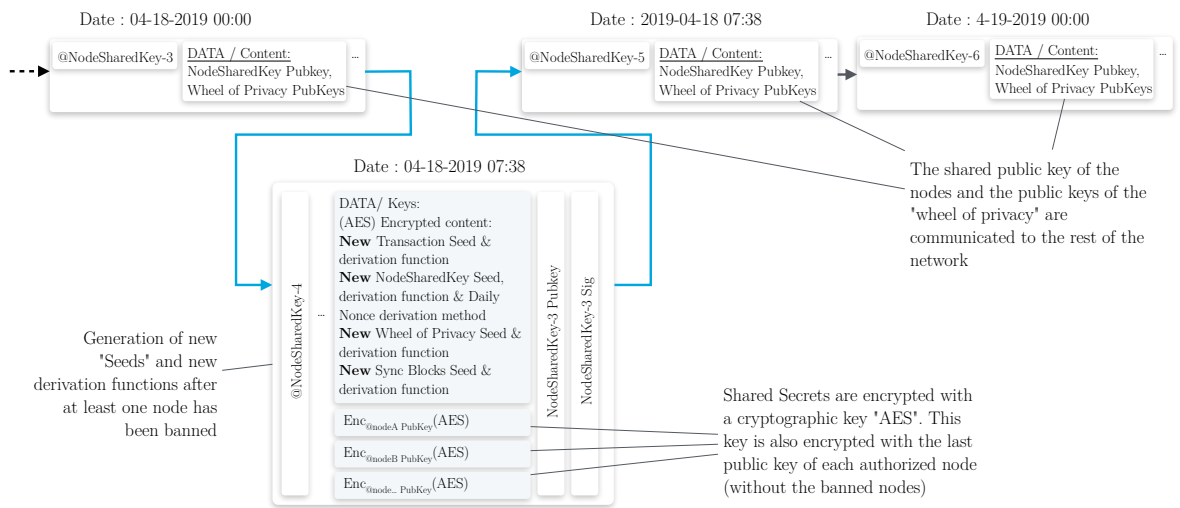 Date : 04-18-2019 00:00
@NodeSharedKey-3
DATA / Content:
NodeSharedKey Pubkey,
Wheel of Privacy PubKeys
...
Date : 2019-04-18 07:38
@NodeSharedKey-5
DATA / Content:
NodeSharedKey Pubkey,
Wheel of Privacy PubKeys
...
Date : 4-19-2019 00:00
@NodeSharedKey-6
DATA / Content:
NodeSharedKey Pubkey,
Wheel of Privacy PubKeys
...
The shared public key of the
nodes and the public keys of the
"wheel of privacy" are
communicated to the rest of the
network
Date : 04-18-2019 07:38
@NodeSharedKey-4
...
DATA/ Keys:
(AES) Encrypted content:
New Transaction Seed &
derivation function
New NodeSharedKey Seed,
derivation function & Daily
Nonce derivation method
New Wheel of Privacy Seed &
derivation function
New Sync Blocks Seed &
derivation function
Enc@nodeA PubKey(AES)
Enc@nodeB PubKey(AES)
Enc@node... PubKey(AES)
NodeSharedKey-3 Pubkey
NodeSharedKey-3 Sig
Generation of new
"Seeds" and new
derivation functions after
at least one node has
been banned
Shared Secrets are encrypted with
a cryptographic key "AES". This
key is also encrypted with the last
public key of each authorized node
(without the banned nodes)